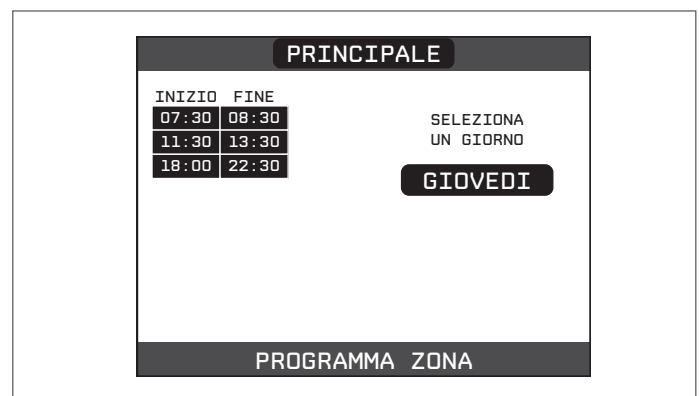 PRINCIPALE
INIZIO FINE
07:30 08:30
11:30 13:30
18:00 22:30
SELEZIONA
UN GIORNO
GIOVEDI
PROGRAMMA ZONA